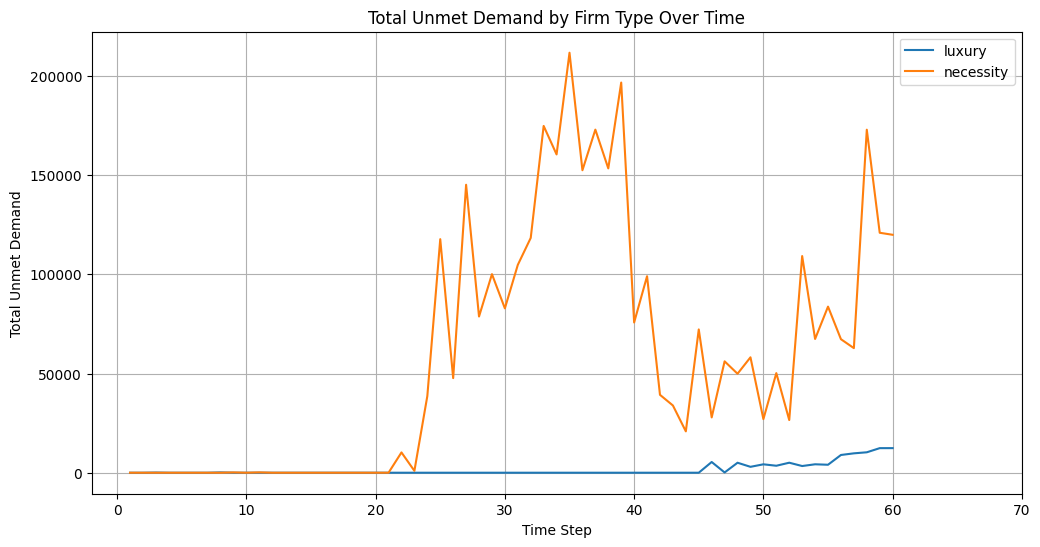 Total Unmet Demand by Firm Type Over Time
luxury
necessity
Total Unmet Demand
200000
150000
100000
50000
0
0 10 20 30 40 50 60 70
Time Step